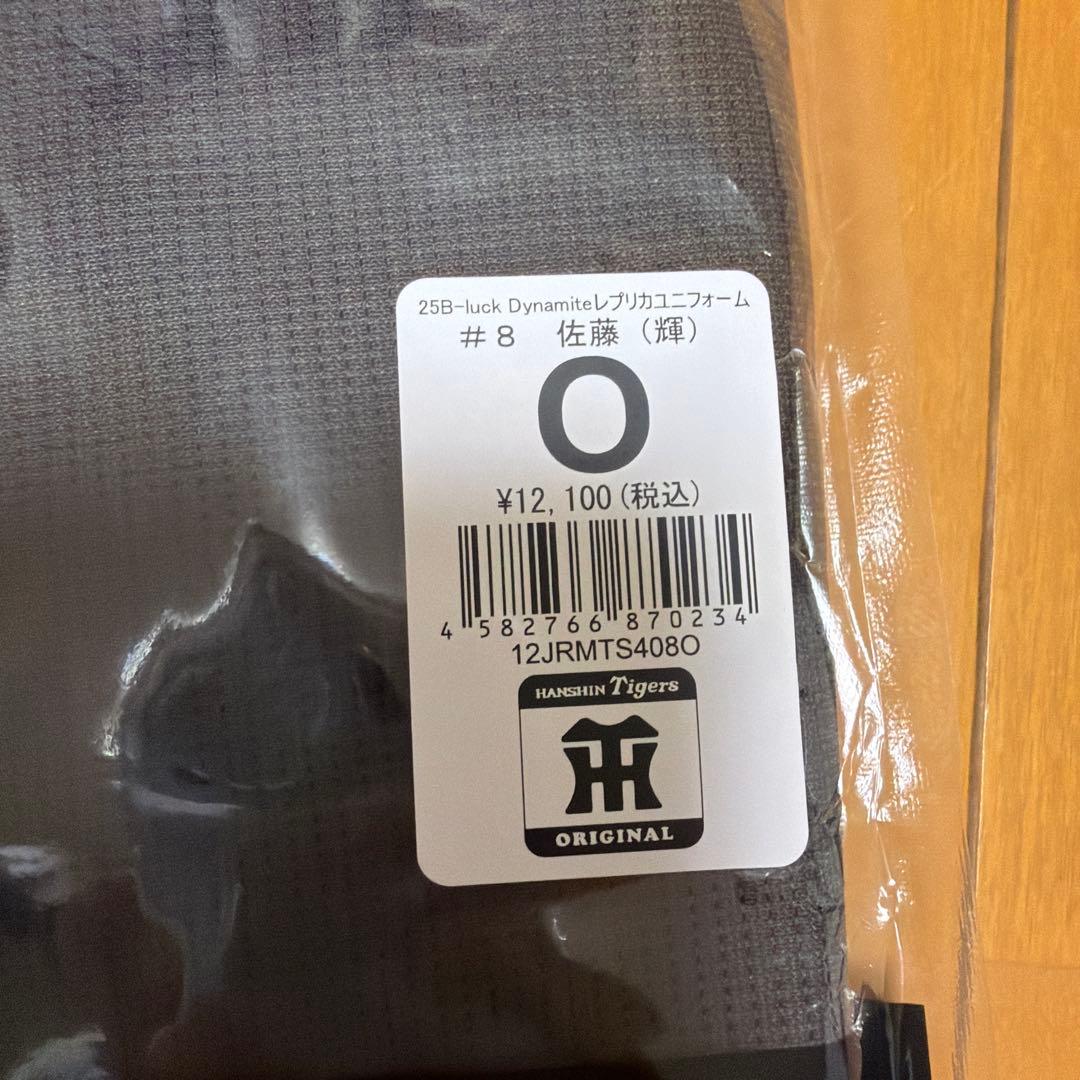 25B-luck Dynamiteレプリカユニフォーム
#8 佐藤（輝）
O
¥12,100(税込)
4 582766 870234
12JRMTS408O
HANSHIN Tigers
HT
ORIGINAL